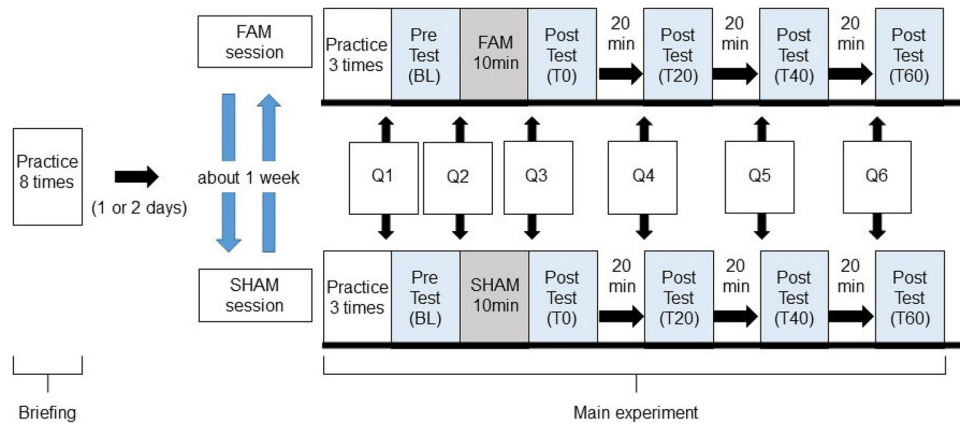 FAM
session
Practice
3 times
Pre
Test
(BL)
FAM
10min
Post
Test
(T0)
20
min
Post
Test
(T20)
20
min
Post
Test
(T40)
20
min
Post
Test
(T60)
Practice
8 times
(1 or 2 days)
about 1 week
Q1
Q2
Q3
Q4
Q5
Q6
SHAM
session
Practice
3 times
Pre
Test
(BL)
SHAM
10min
Post
Test
(T0)
20
min
Post
Test
(T20)
20
min
Post
Test
(T40)
20
min
Post
Test
(T60)
Briefing
Main experiment